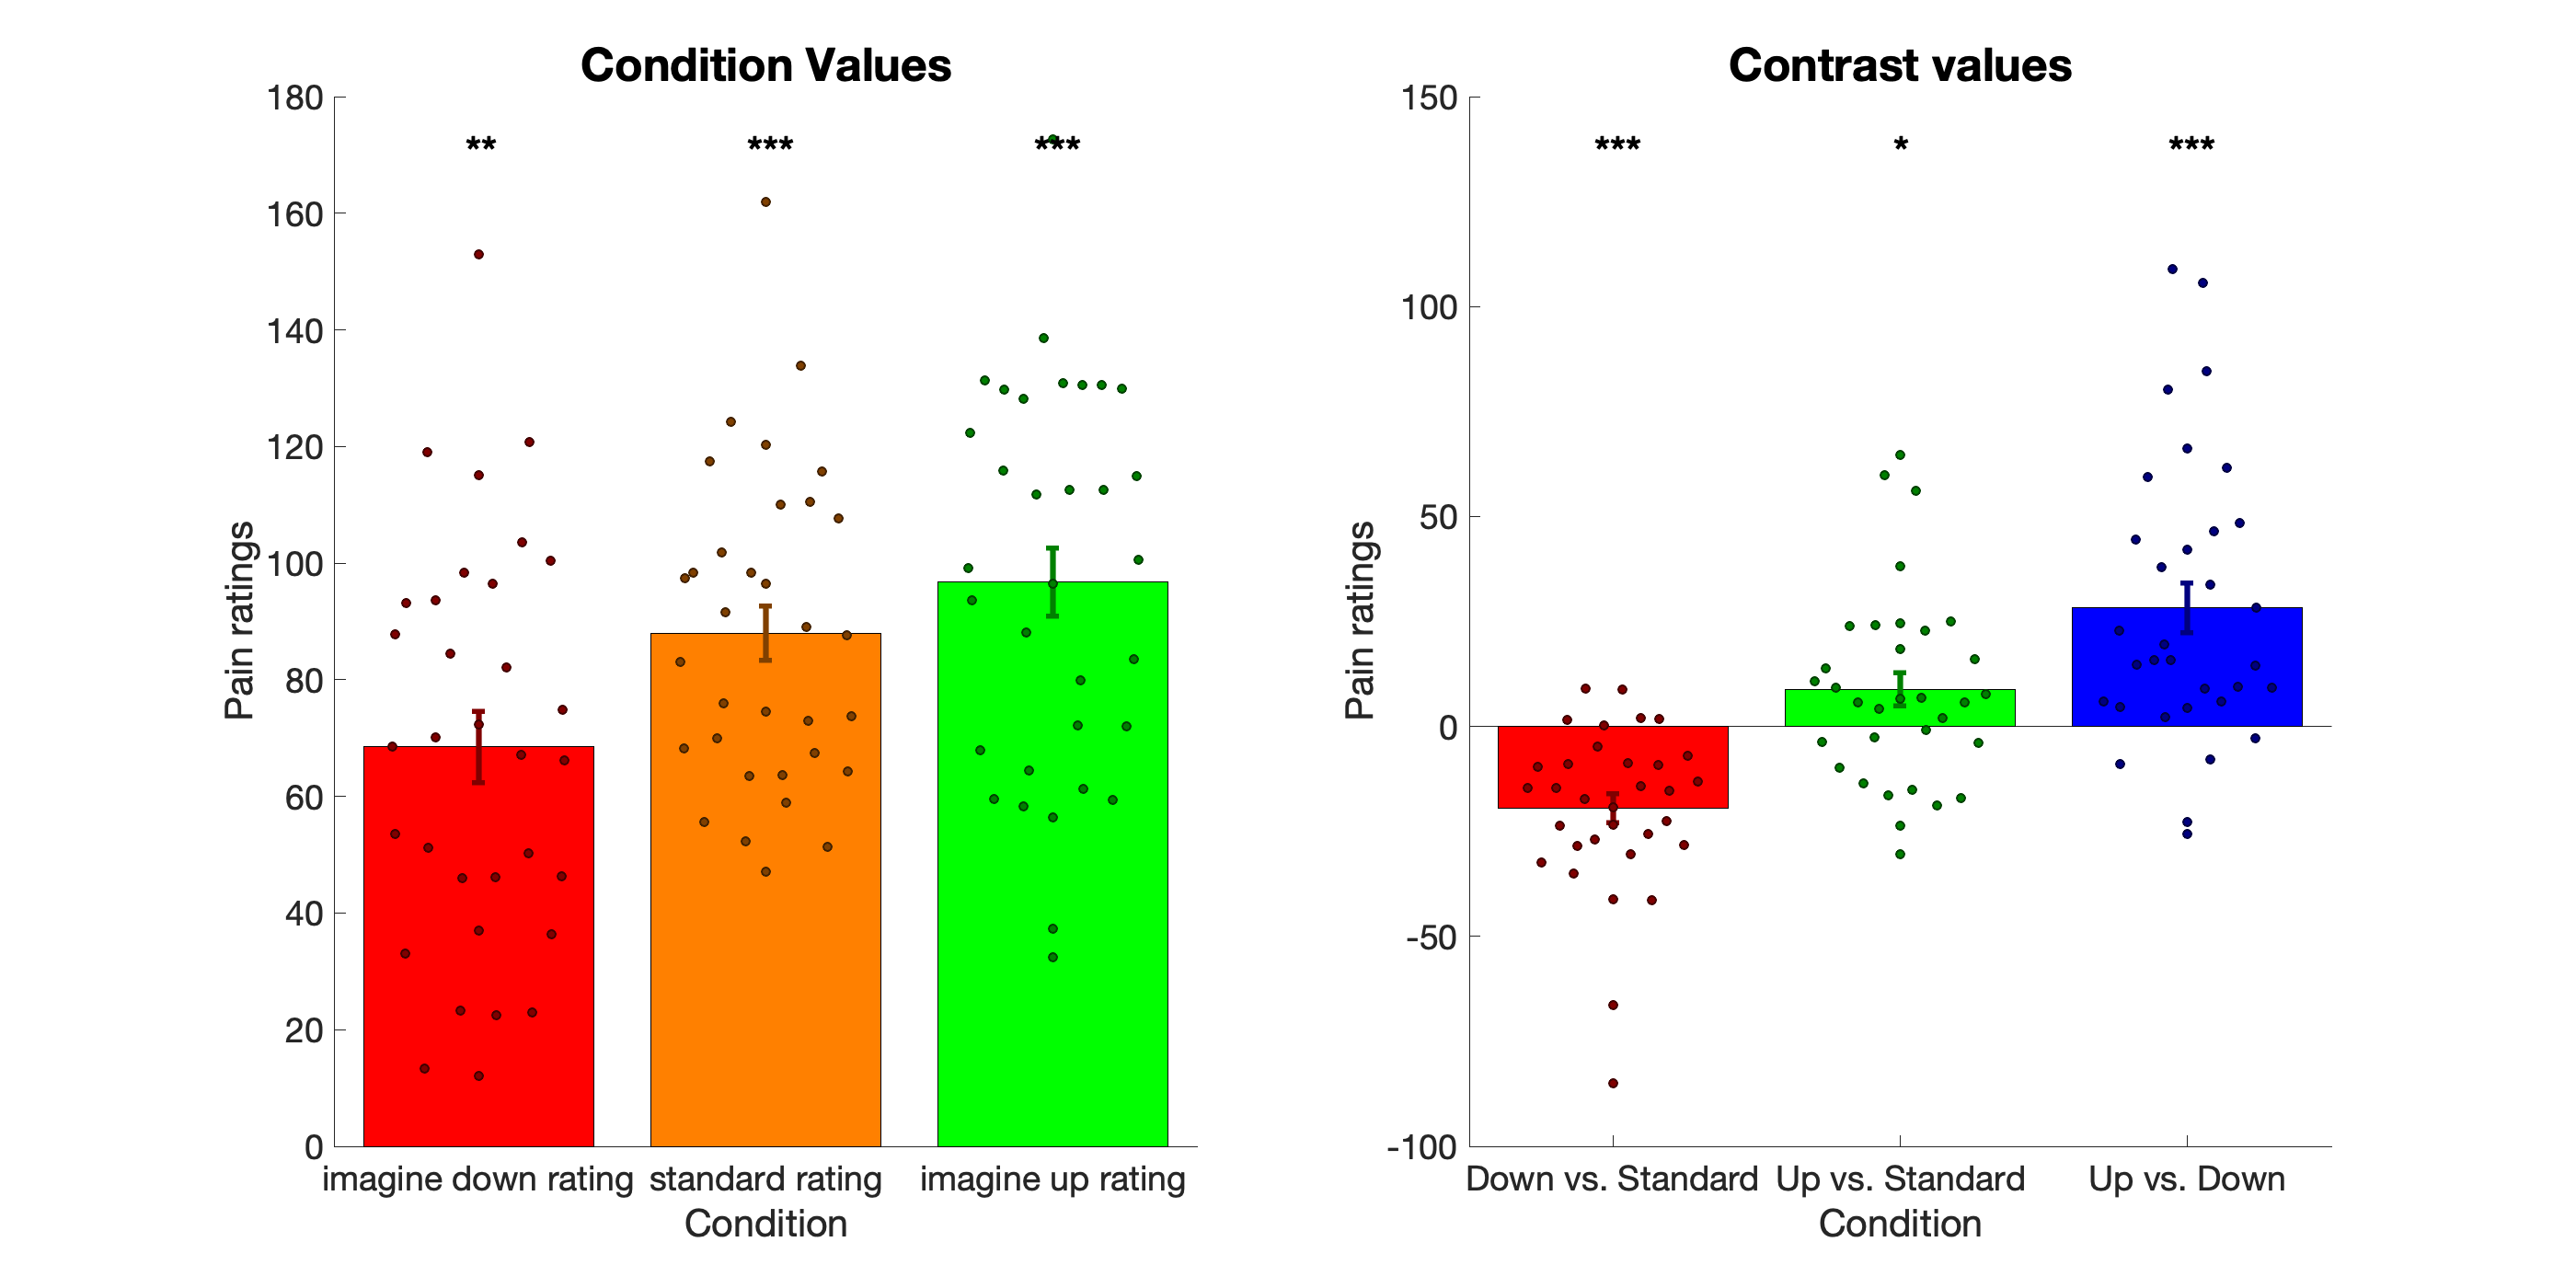 Condition Values
180
160
140
120
100
80
60
40
20
0
Pain ratings
** *** ***
imagine down rating standard rating imagine up rating
Condition
Contrast values
150
100
50
0
-50
-100
Pain ratings
*** * ***
Down vs. Standard Up vs. Standard Up vs. Down
Condition